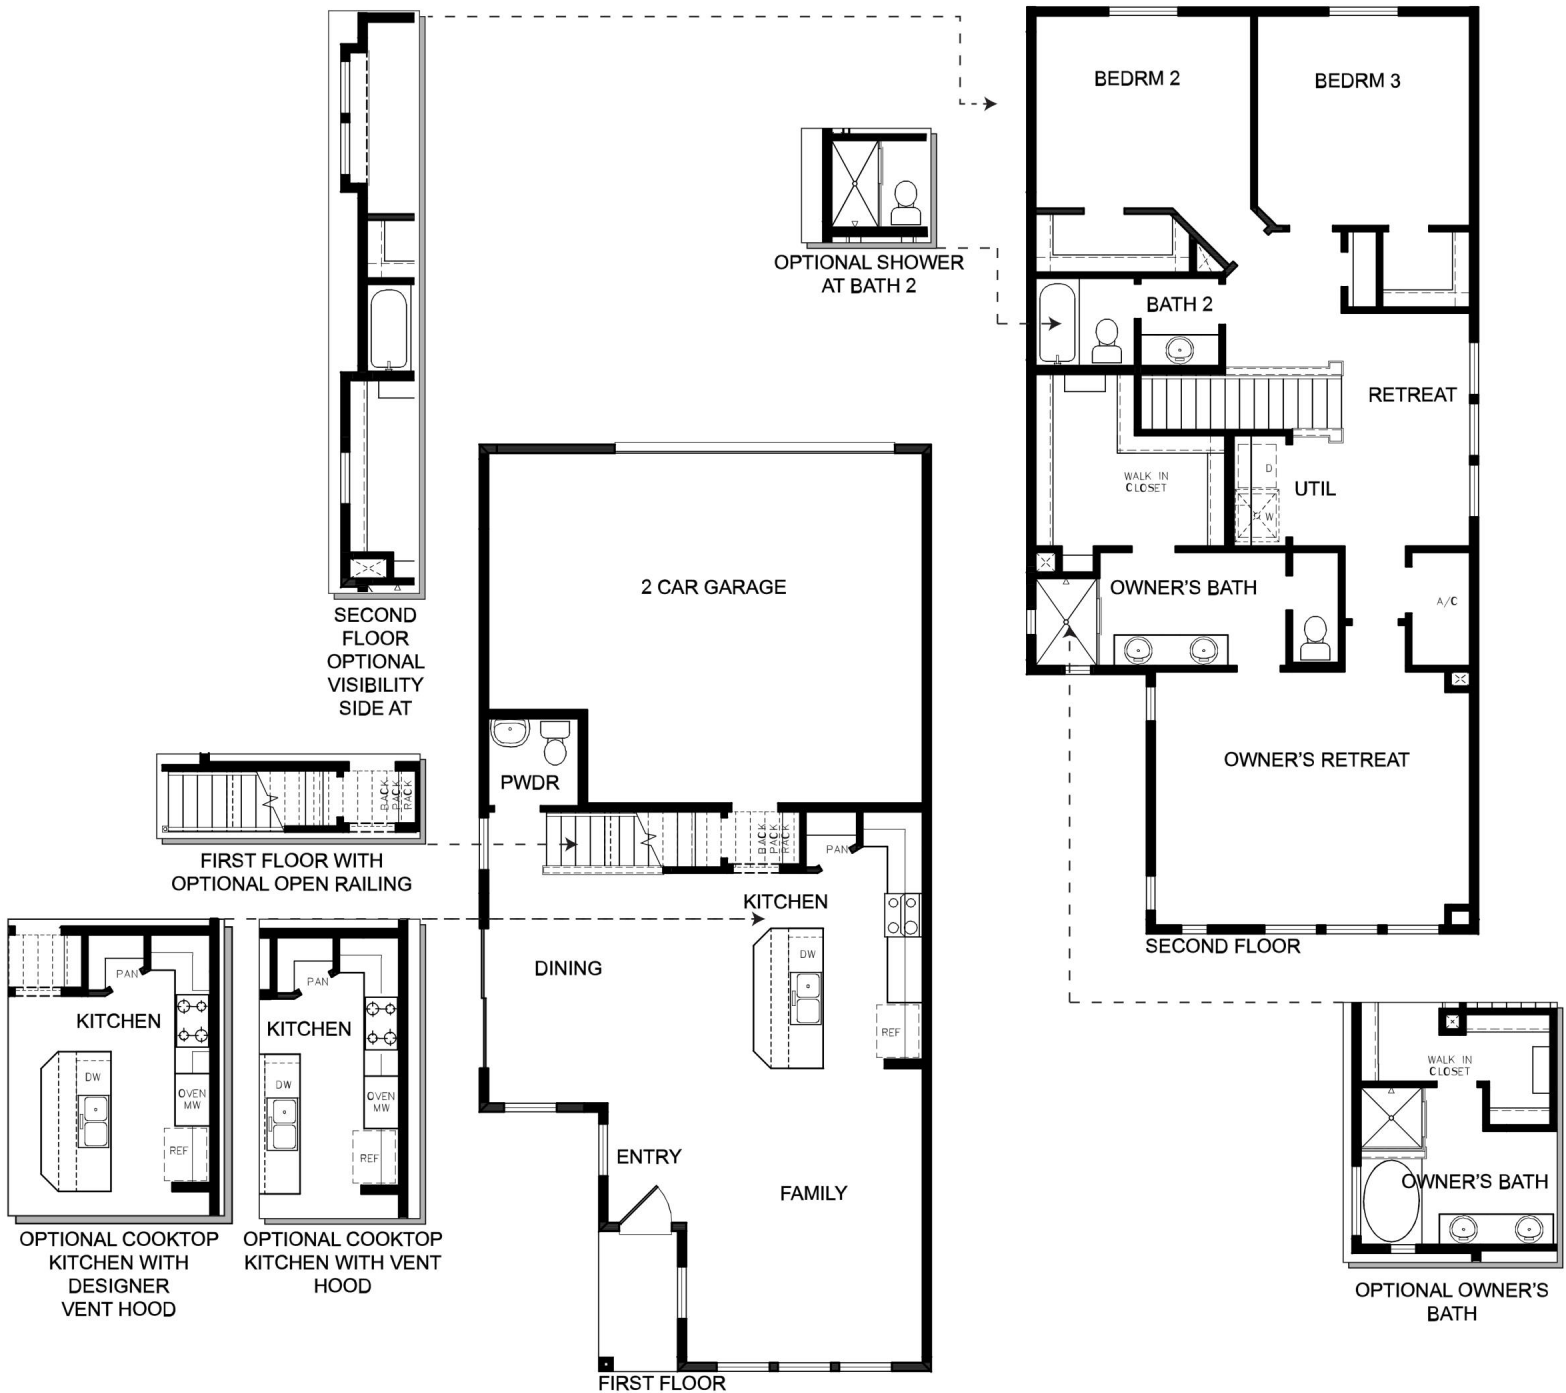 BEDRM 2
BEDRM 3
OPTIONAL SHOWER
AT BATH 2
BATH 2
RETREAT
WALK IN
CLOSET
D
W
UTIL
OWNER'S BATH
A/C
OWNER'S RETREAT
SECOND FLOOR
SECOND
FLOOR
OPTIONAL
VISIBILITY
SIDE AT
2 CAR GARAGE
PWDR
BACK
PACK
RACK
FIRST FLOOR WITH
OPTIONAL OPEN RAILING
BACK
PACK
RACK
PAN
KITCHEN
DW
REF
DINING
ENTRY
FAMILY
FIRST FLOOR
PAN
KITCHEN
DW
OVEN
MW
REF
OPTIONAL COOKTOP
KITCHEN WITH
DESIGNER
VENT HOOD
PAN
KITCHEN
DW
OVEN
MW
REF
OPTIONAL COOKTOP
KITCHEN WITH VENT
HOOD
WALK IN
CLOSET
OWNER'S BATH
OPTIONAL OWNER'S
BATH